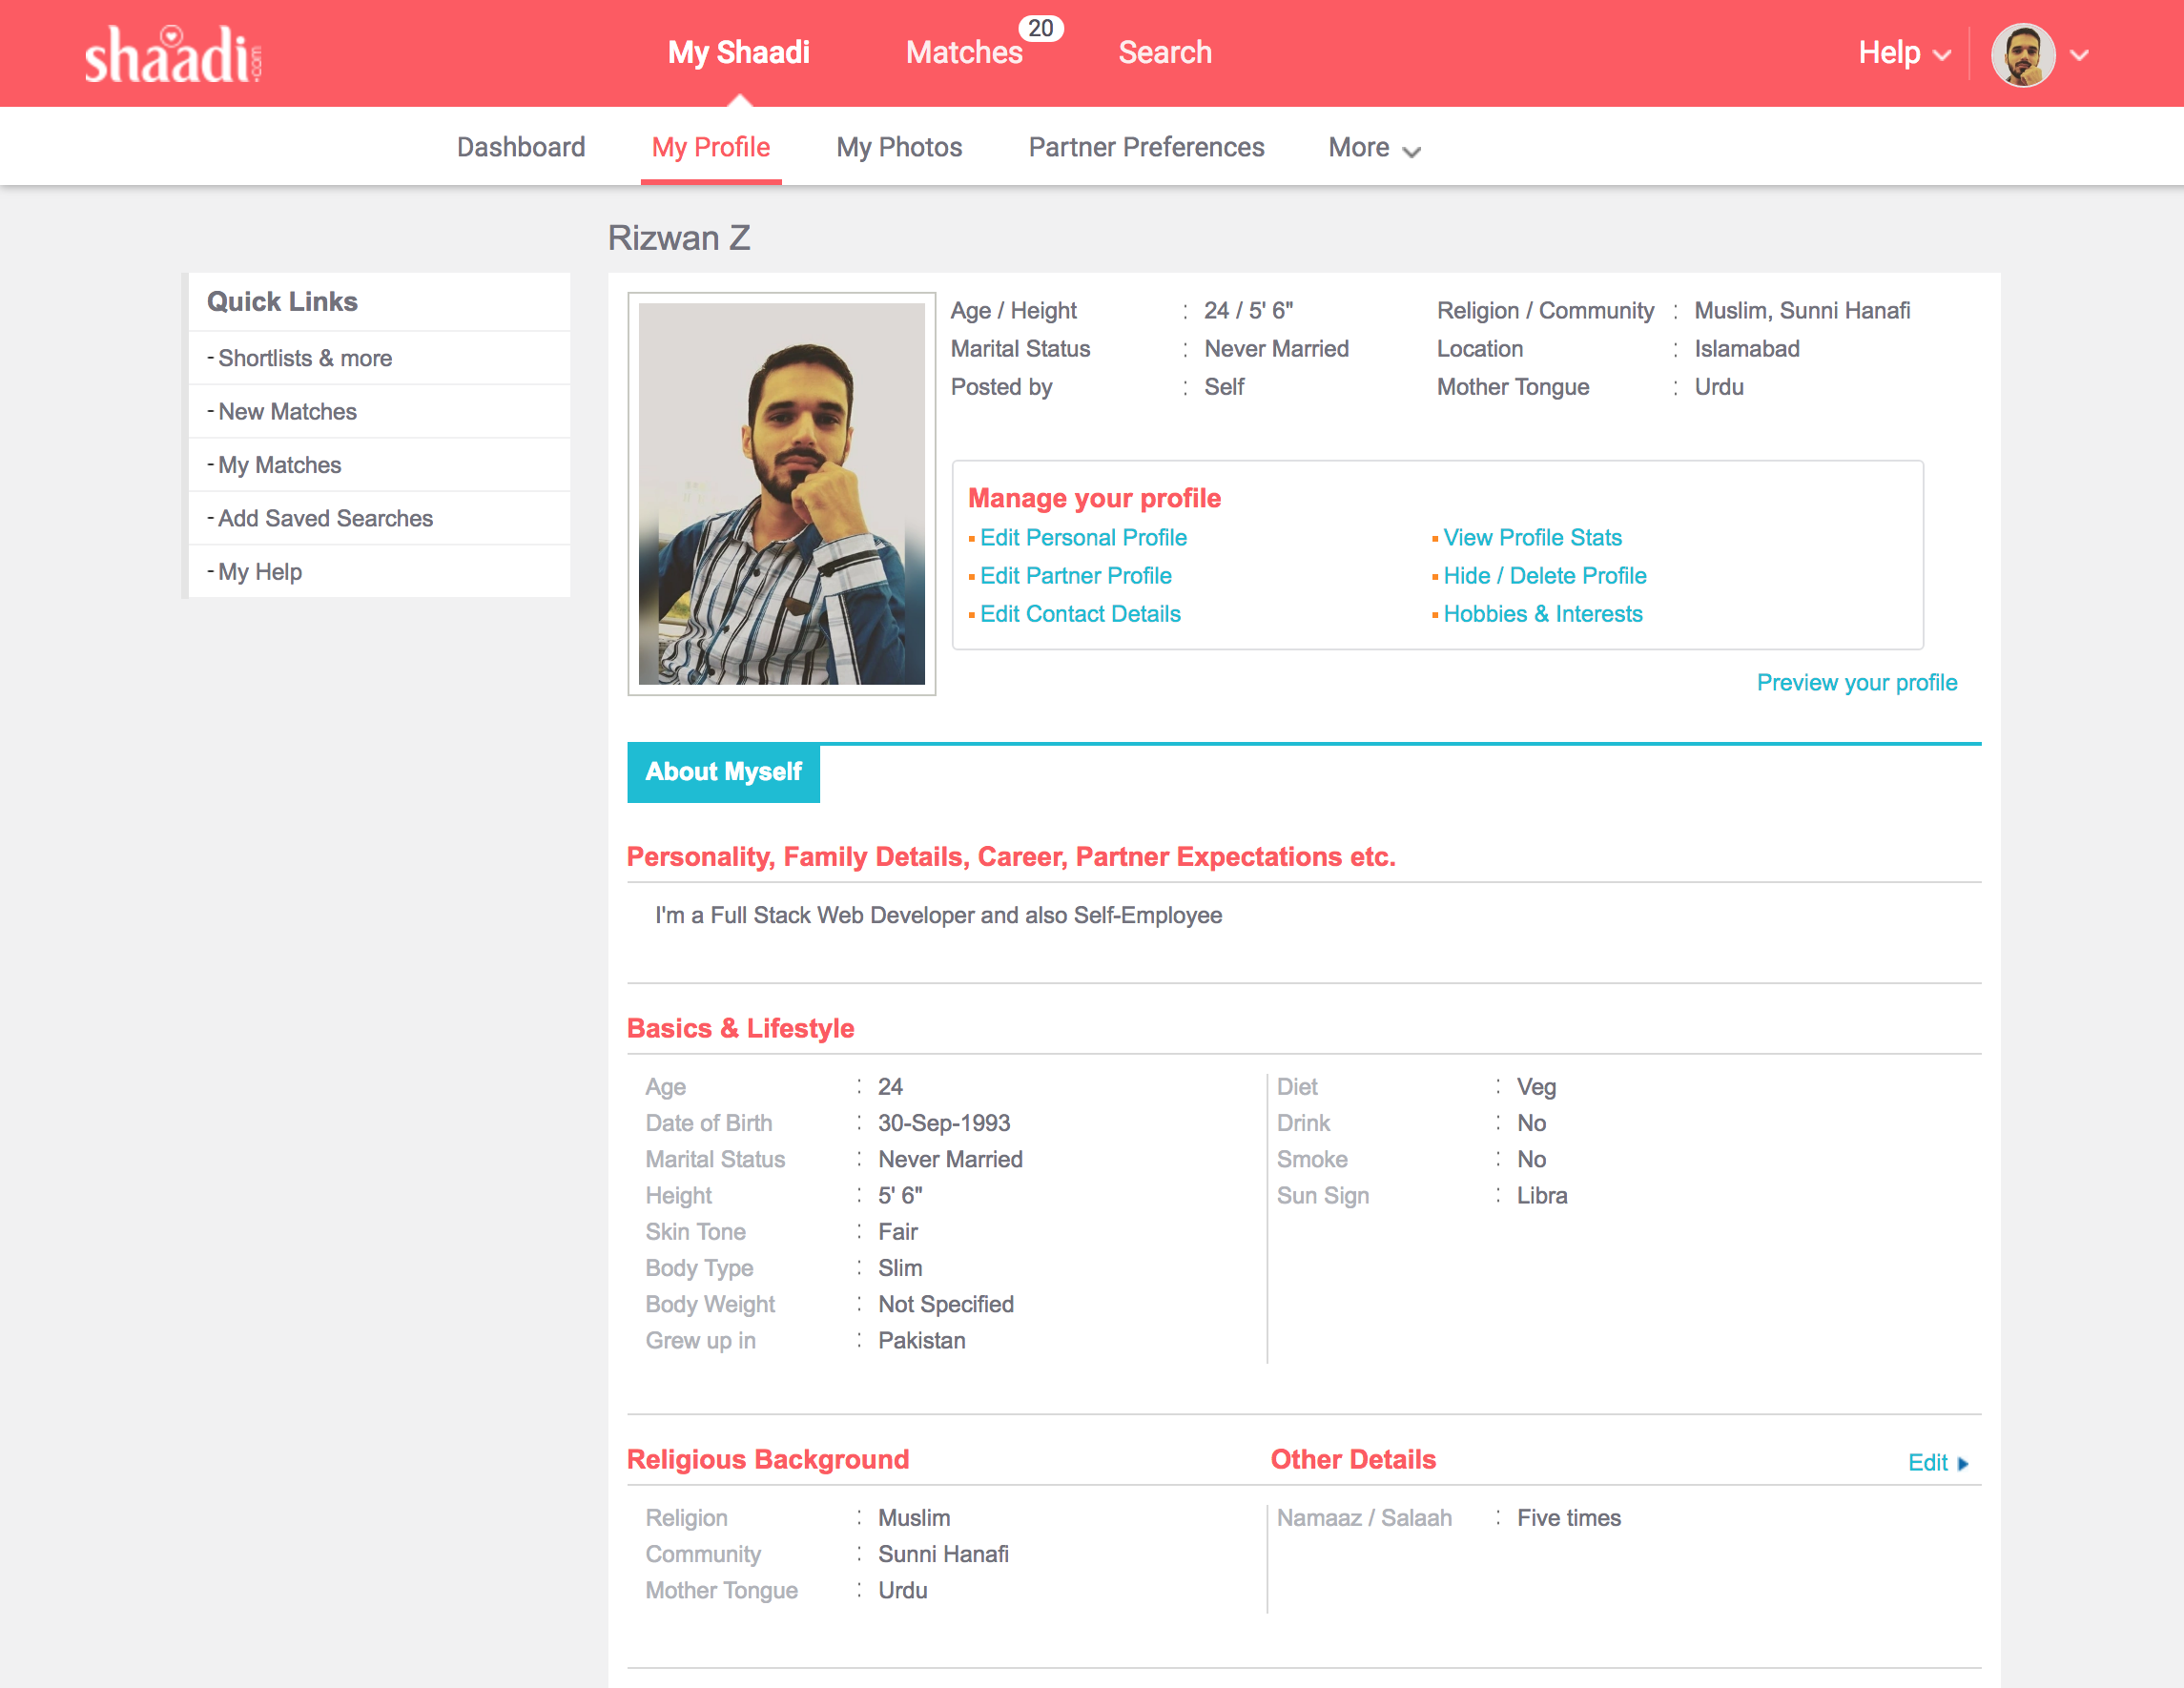 shaadi.com
My Shaadi
Matches 20
Search
Help
Dashboard
My Profile
My Photos
Partner Preferences
More
Rizwan Z
Quick Links
- Shortlists & more
- New Matches
- My Matches
- Add Saved Searches
- My Help
Age / Height : 24 / 5' 6"
Marital Status : Never Married
Posted by : Self
Religion / Community : Muslim, Sunni Hanafi
Location : Islamabad
Mother Tongue : Urdu
Manage your profile
Edit Personal Profile
Edit Partner Profile
Edit Contact Details
View Profile Stats
Hide / Delete Profile
Hobbies & Interests
Preview your profile
About Myself
Personality, Family Details, Career, Partner Expectations etc.
I'm a Full Stack Web Developer and also Self-Employee
Basics & Lifestyle
Age : 24
Date of Birth : 30-Sep-1993
Marital Status : Never Married
Height : 5' 6"
Skin Tone : Fair
Body Type : Slim
Body Weight : Not Specified
Grew up in : Pakistan
Diet : Veg
Drink : No
Smoke : No
Sun Sign : Libra
Religious Background
Religion : Muslim
Community : Sunni Hanafi
Mother Tongue : Urdu
Other Details
Edit
Namaaz / Salaah : Five times